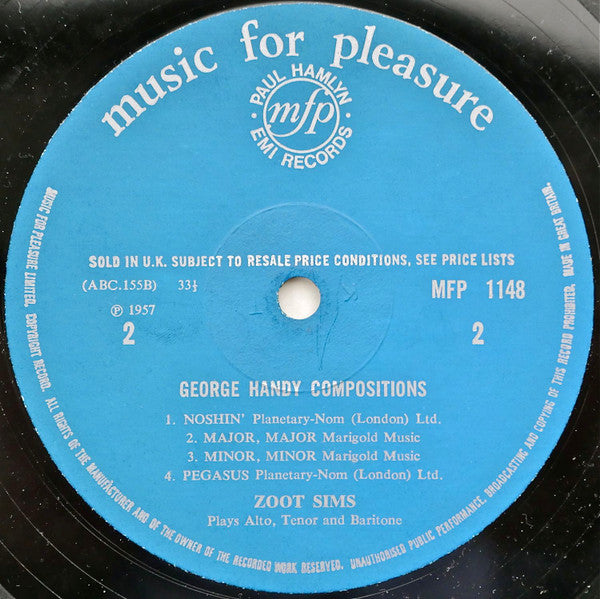 music for pleasure
PAUL HAMLYN
mfp
EMI RECORDS
SOLD IN U.K. SUBJECT TO RESALE PRICE CONDITIONS, SEE PRICE LISTS
(ABC.155B) 33⅓ MFP 1148
℗ 1957
2 2
GEORGE HANDY COMPOSITIONS
1. NOSHIN' Planetary-Nom (London) Ltd.
2. MAJOR, MAJOR Marigold Music
3. MINOR, MINOR Marigold Music
4. PEGASUS Planetary-Nom (London) Ltd.
ZOOT SIMS
Plays Alto, Tenor and Baritone
MUSIC FOR PLEASURE LIMITED. COPYRIGHT RECORD. ALL RIGHTS OF THE MANUFACTURER AND OF THE OWNER OF THE RECORDED WORK RESERVED. UNAUTHORISED PUBLIC PERFORMANCE, BROADCASTING AND COPYING OF THIS RECORD PROHIBITED. MADE IN GREAT BRITAIN.